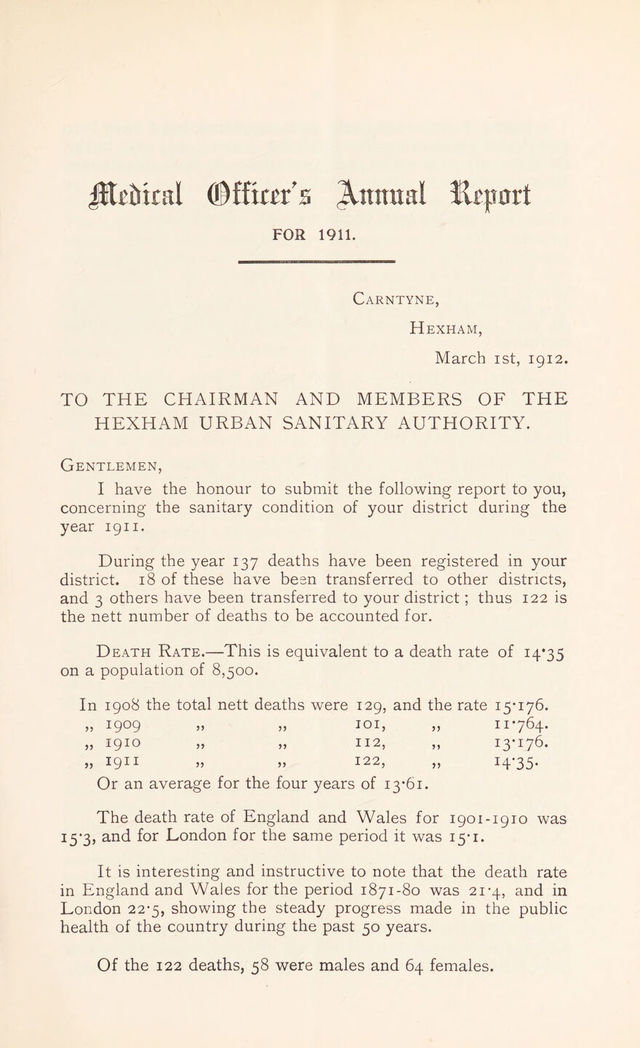 Medical Officer's Annual Report
FOR 1911.
CARNTYNE,
HEXHAM,
March 1st, 1912.
TO THE CHAIRMAN AND MEMBERS OF THE
HEXHAM URBAN SANITARY AUTHORITY.
GENTLEMEN,
I have the honour to submit the following report to you,
concerning the sanitary condition of your district during the
year 1911.
During the year 137 deaths have been registered in your
district. 18 of these have been transferred to other districts,
and 3 others have been transferred to your district; thus 122 is
the nett number of deaths to be accounted for.
DEATH RATE.—This is equivalent to a death rate of 14·35
on a population of 8,500.
In 1908 the total nett deaths were 129, and the rate 15·176.
„ 1909 „ „ 101, „ 11·764.
„ 1910 „ „ 112, „ 13·176.
„ 1911 „ „ 122, „ 14·35.
Or an average for the four years of 13·61.
The death rate of England and Wales for 1901-1910 was
15·3, and for London for the same period it was 15·1.
It is interesting and instructive to note that the death rate
in England and Wales for the period 1871-80 was 21·4, and in
London 22·5, showing the steady progress made in the public
health of the country during the past 50 years.
Of the 122 deaths, 58 were males and 64 females.